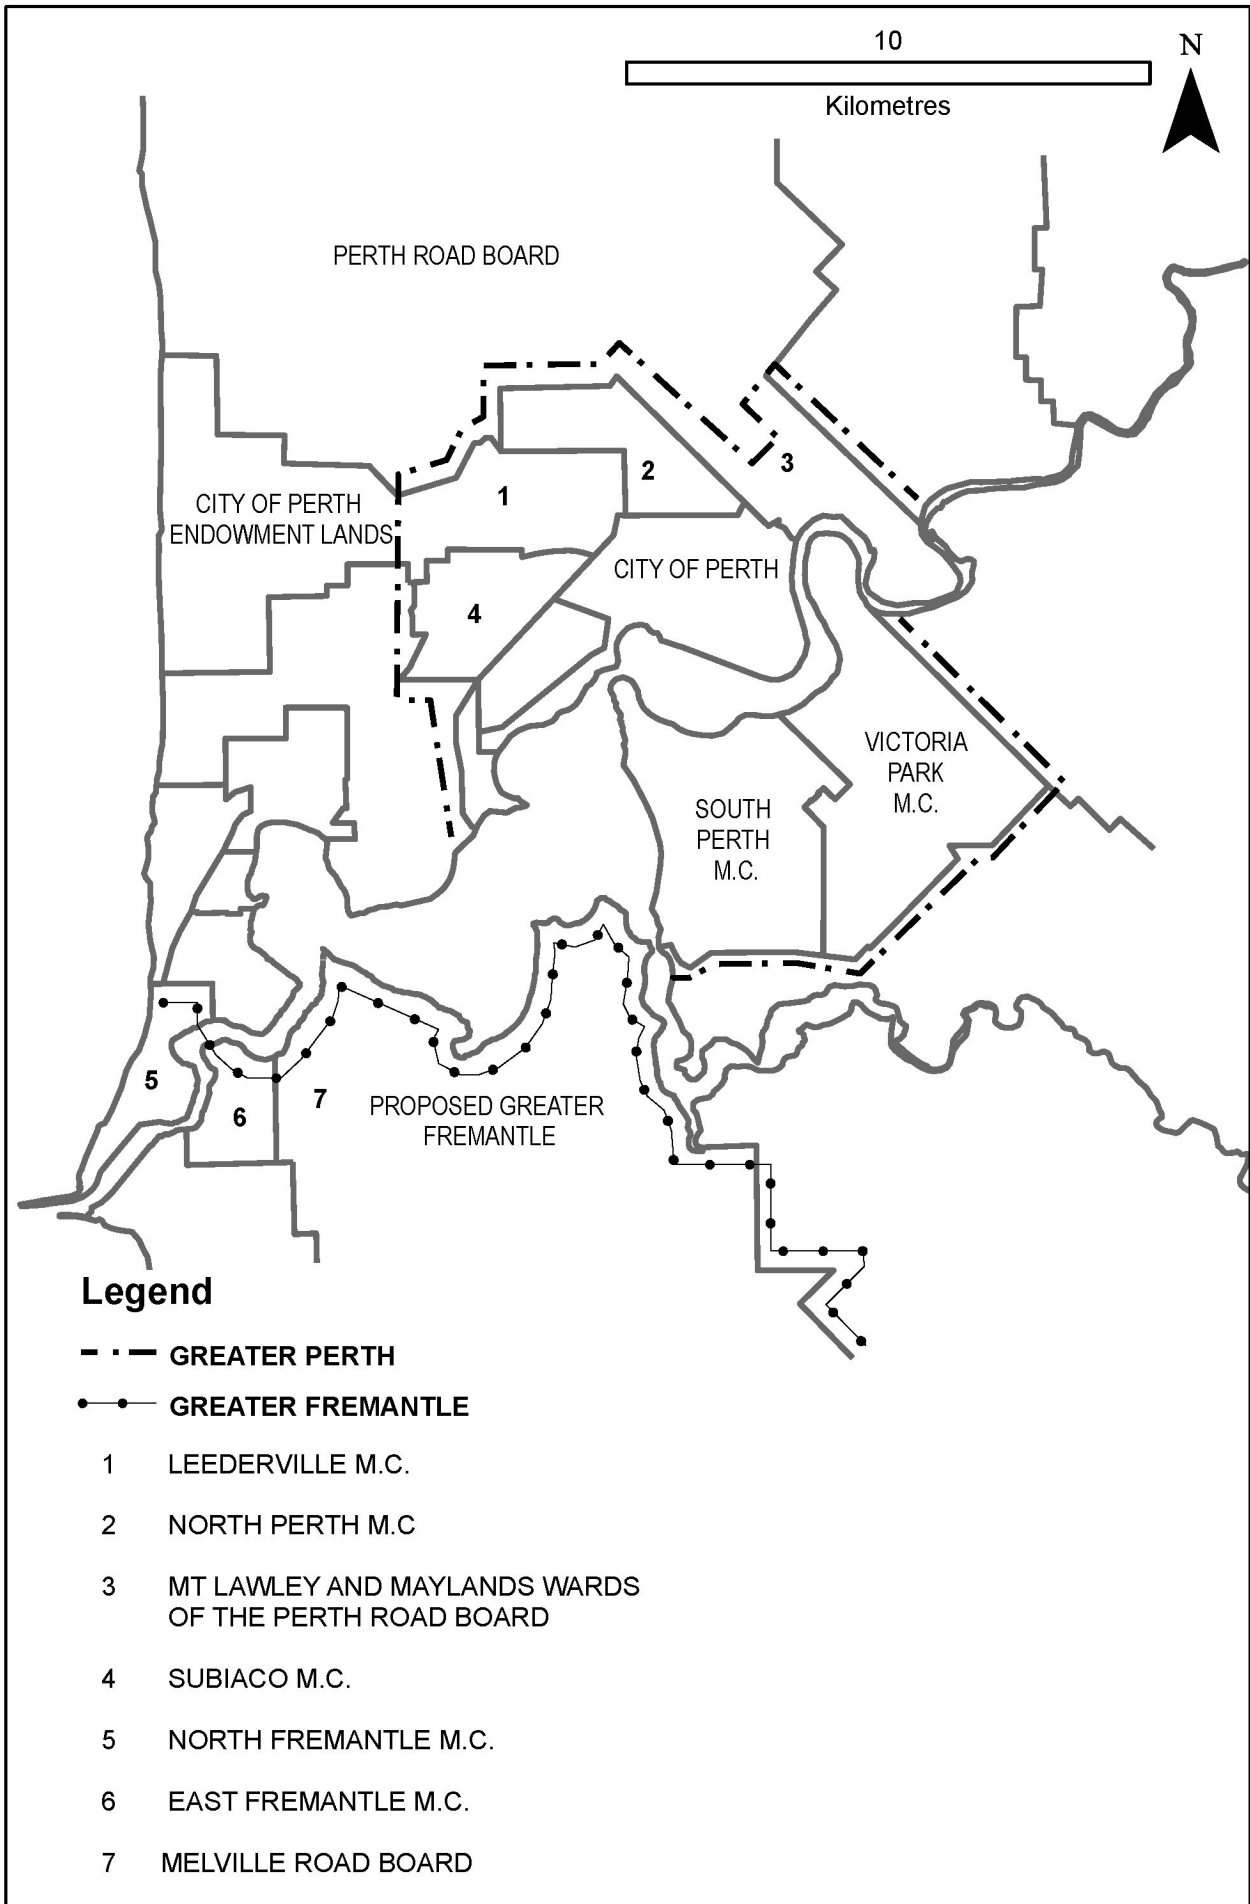 10
N
Kilometres
PERTH ROAD BOARD
CITY OF PERTH
ENDOWMENT LANDS
1
2
3
CITY OF PERTH
4
VICTORIA
PARK
M.C.
SOUTH
PERTH
M.C.
5
6
7
PROPOSED GREATER
FREMANTLE
Legend
GREATER PERTH
GREATER FREMANTLE
1 LEEDERVILLE M.C.
2 NORTH PERTH M.C
3 MT LAWLEY AND MAYLANDS WARDS
OF THE PERTH ROAD BOARD
4 SUBIACO M.C.
5 NORTH FREMANTLE M.C.
6 EAST FREMANTLE M.C.
7 MELVILLE ROAD BOARD